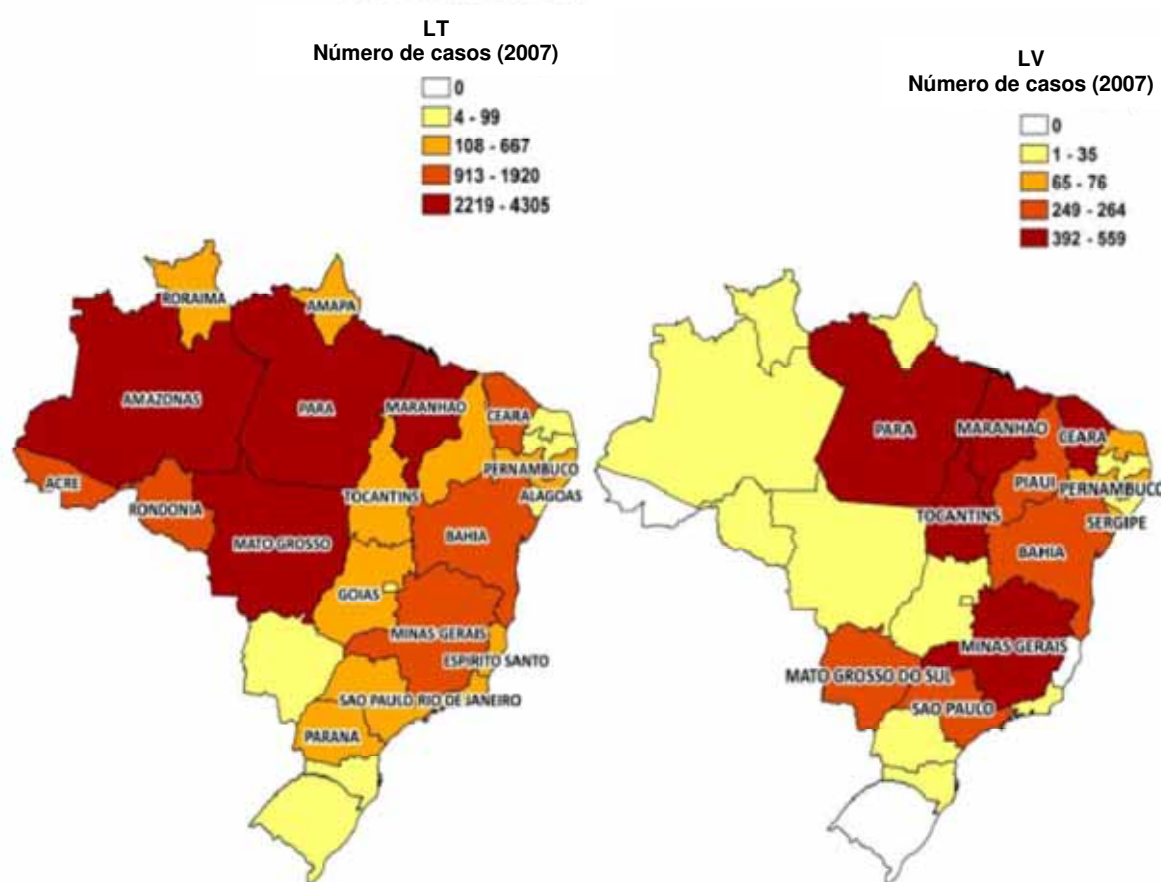 LT
Número de casos (2007)
0
4 - 99
108 - 667
913 - 1920
2219 - 4305
RORAIMA
AMAPA
AMAZONAS
PARA
MARANHAO
CEARA
PERNAMBUCO
ALAGOAS
ACRE
RONDONIA
TOCANTINS
MATO GROSSO
BAHIA
GOIAS
MINAS GERAIS
ESPIRITO SANTO
SAO PAULO
RIO DE JANEIRO
PARANA
LV
Número de casos (2007)
0
1 - 35
65 - 76
249 - 264
392 - 559
PARA
MARANHAO
CEARA
PIAUI
PERNAMBUCO
TOCANTINS
SERGIPE
BAHIA
MINAS GERAIS
MATO GROSSO DO SUL
SAO PAULO